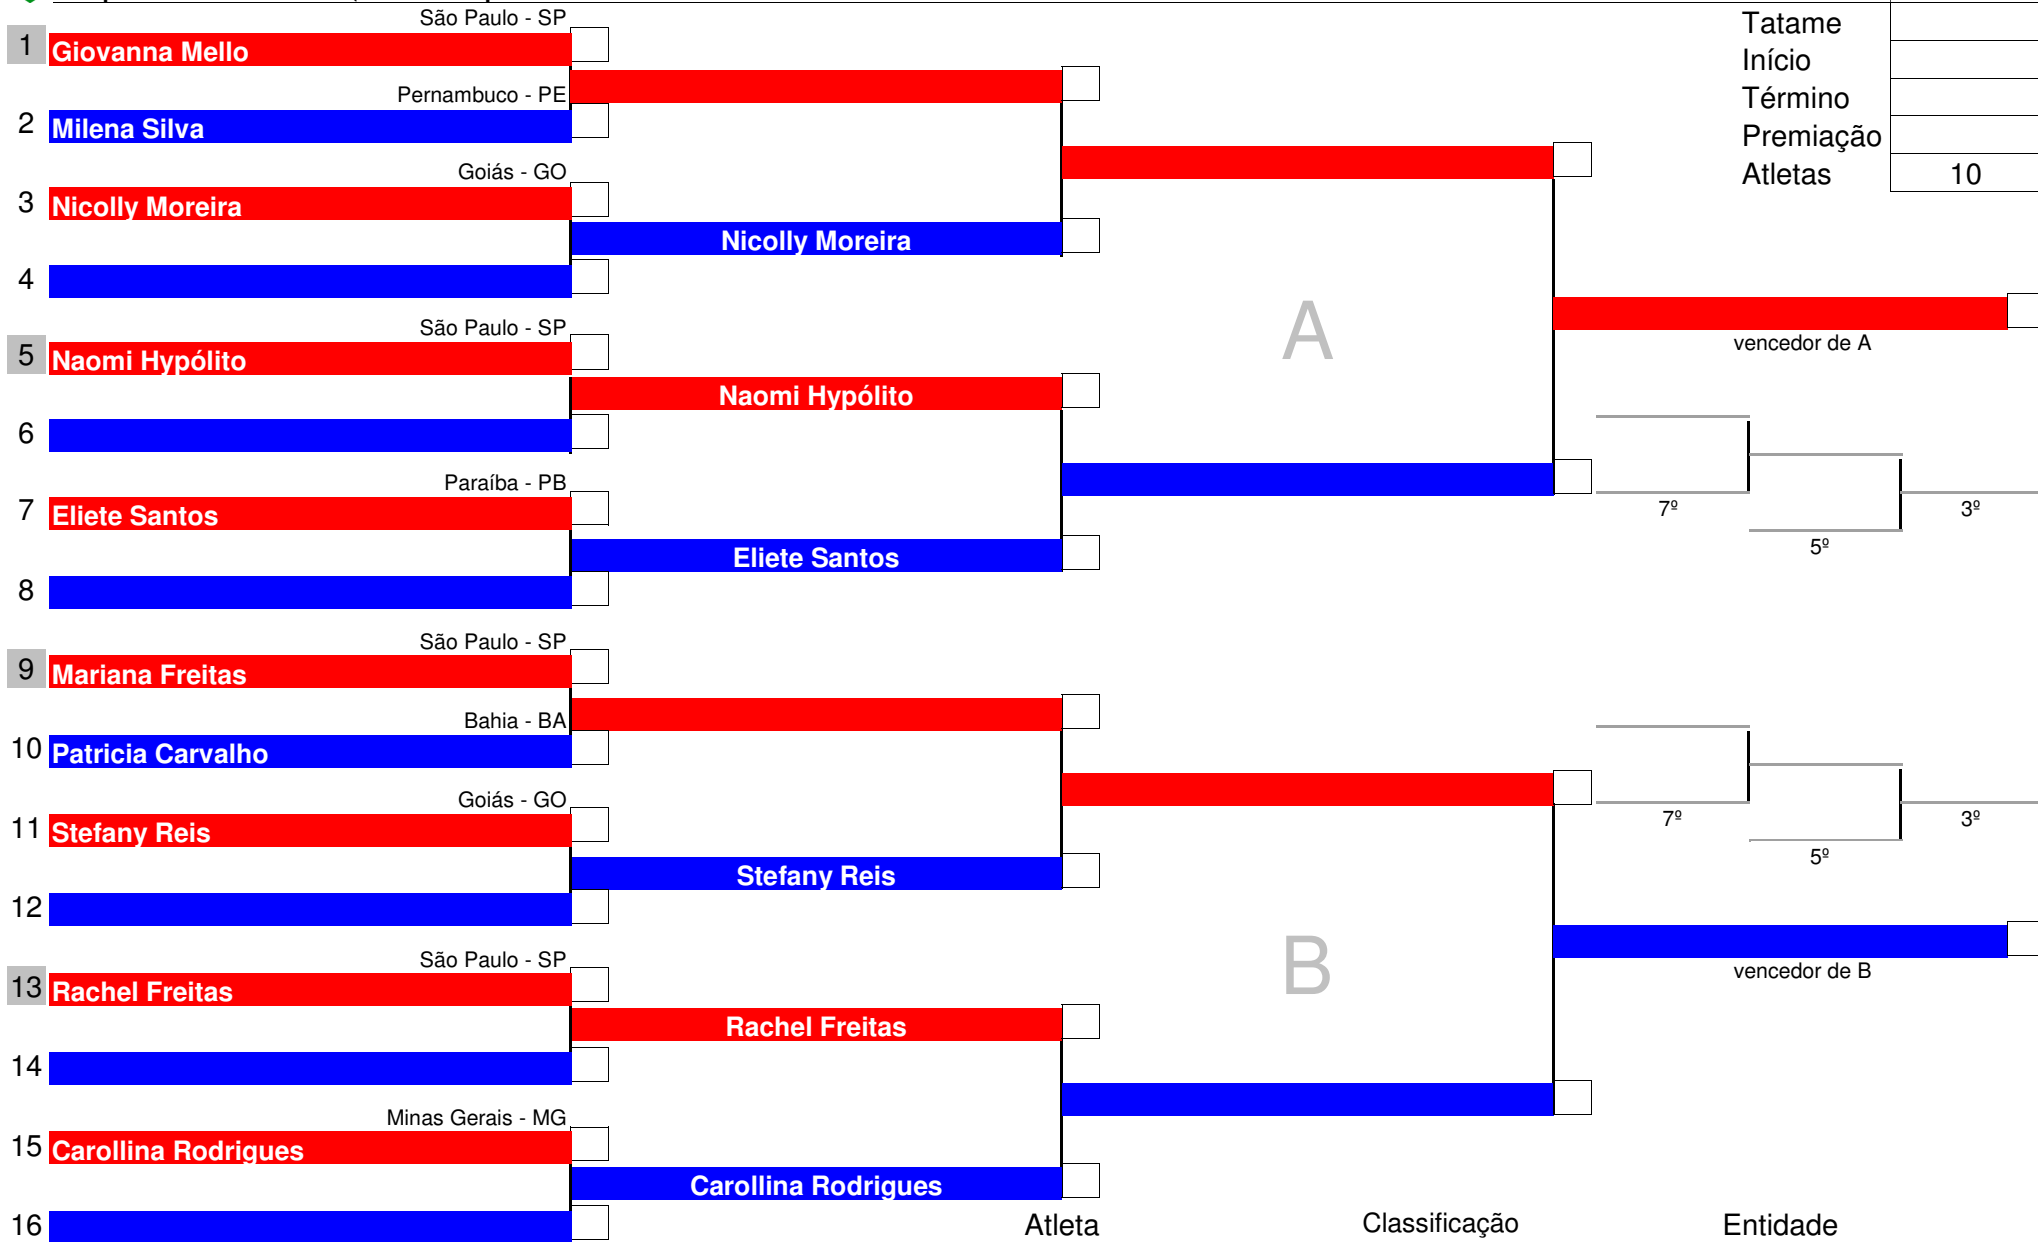 São Paulo - SP
1 Giovanna Mello
Pernambuco - PE
2 Milena Silva
Goiás - GO
3 Nicolly Moreira
Nicolly Moreira
4
São Paulo - SP
5 Naomi Hypólito
Naomi Hypólito
6
Paraíba - PB
7 Eliete Santos
Eliete Santos
8
São Paulo - SP
9 Mariana Freitas
Bahia - BA
10 Patricia Carvalho
Goiás - GO
11 Stefany Reis
Stefany Reis
12
São Paulo - SP
13 Rachel Freitas
Rachel Freitas
14
Minas Gerais - MG
15 Carollina Rodrigues
Carollina Rodrigues
16
A
B
Tatame
Início
Término
Premiação
Atletas 10
vencedor de A
7º
3º
5º
7º
3º
5º
vencedor de B
Atleta Classificação Entidade